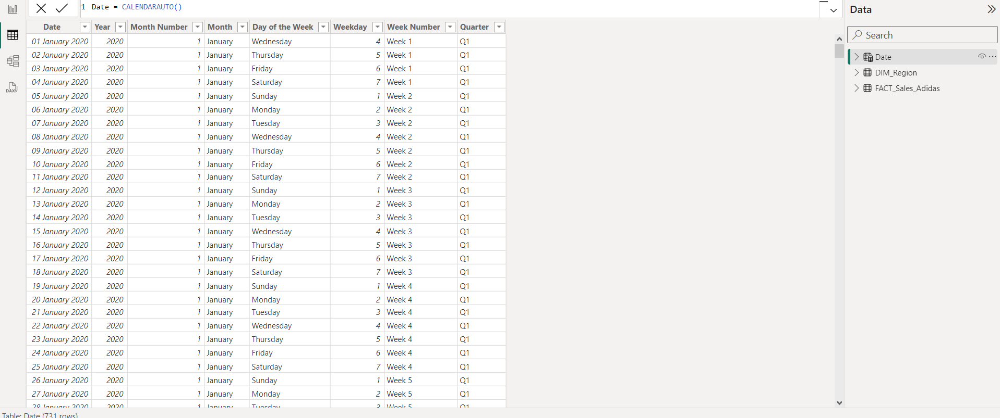 1 Date = CALENDARAUTO()
Data
Search
Date
DIM_Region
FACT_Sales_Adidas
DAX
Date Year Month Number Month Day of the Week Weekday Week Number Quarter
01 January 2020 2020 1 January Wednesday 4 Week 1 Q1
02 January 2020 2020 1 January Thursday 5 Week 1 Q1
03 January 2020 2020 1 January Friday 6 Week 1 Q1
04 January 2020 2020 1 January Saturday 7 Week 1 Q1
05 January 2020 2020 1 January Sunday 1 Week 2 Q1
06 January 2020 2020 1 January Monday 2 Week 2 Q1
07 January 2020 2020 1 January Tuesday 3 Week 2 Q1
08 January 2020 2020 1 January Wednesday 4 Week 2 Q1
09 January 2020 2020 1 January Thursday 5 Week 2 Q1
10 January 2020 2020 1 January Friday 6 Week 2 Q1
11 January 2020 2020 1 January Saturday 7 Week 2 Q1
12 January 2020 2020 1 January Sunday 1 Week 3 Q1
13 January 2020 2020 1 January Monday 2 Week 3 Q1
14 January 2020 2020 1 January Tuesday 3 Week 3 Q1
15 January 2020 2020 1 January Wednesday 4 Week 3 Q1
16 January 2020 2020 1 January Thursday 5 Week 3 Q1
17 January 2020 2020 1 January Friday 6 Week 3 Q1
18 January 2020 2020 1 January Saturday 7 Week 3 Q1
19 January 2020 2020 1 January Sunday 1 Week 4 Q1
20 January 2020 2020 1 January Monday 2 Week 4 Q1
21 January 2020 2020 1 January Tuesday 3 Week 4 Q1
22 January 2020 2020 1 January Wednesday 4 Week 4 Q1
23 January 2020 2020 1 January Thursday 5 Week 4 Q1
24 January 2020 2020 1 January Friday 6 Week 4 Q1
25 January 2020 2020 1 January Saturday 7 Week 4 Q1
26 January 2020 2020 1 January Sunday 1 Week 5 Q1
27 January 2020 2020 1 January Monday 2 Week 5 Q1
28 January 2020 2020 1 January Tuesday 3 Week 5 Q1
Table: Date (731 rows)